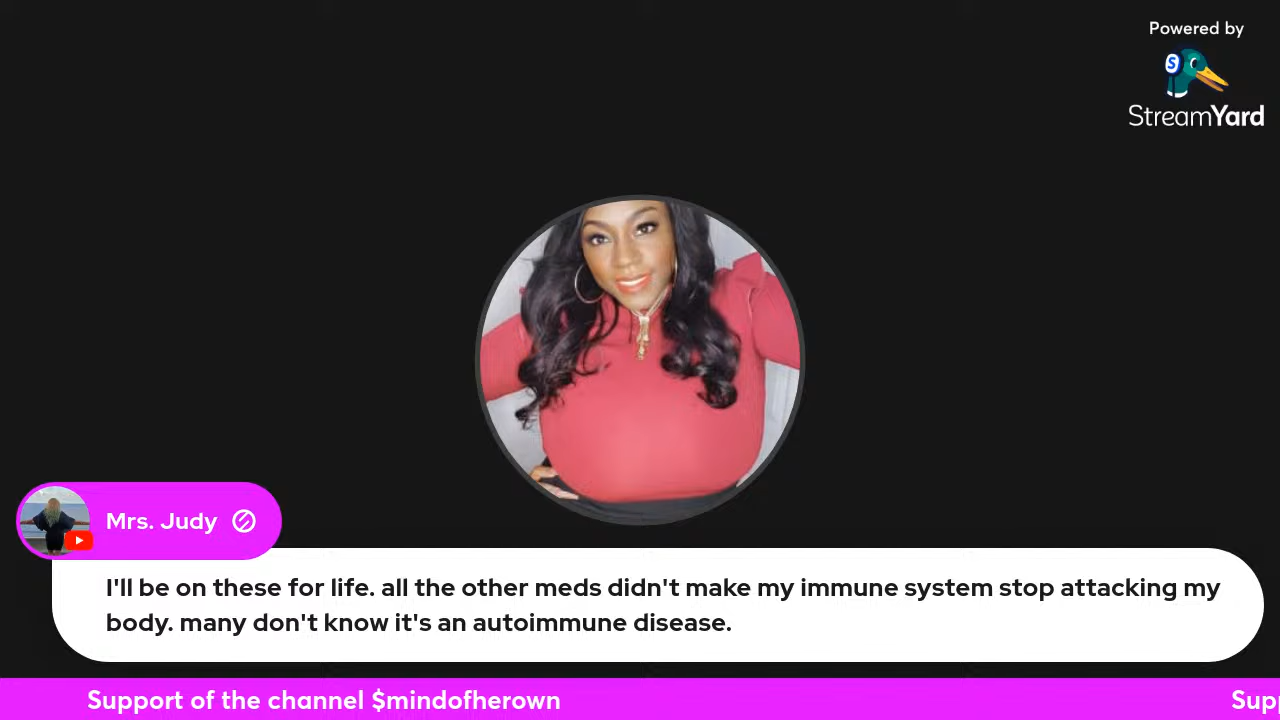 Powered by
S
StreamYard
Mrs. Judy
I'll be on these for life. all the other meds didn't make my immune system stop attacking my
body. many don't know it's an autoimmune disease.
Support of the channel $mindofherown
Supp